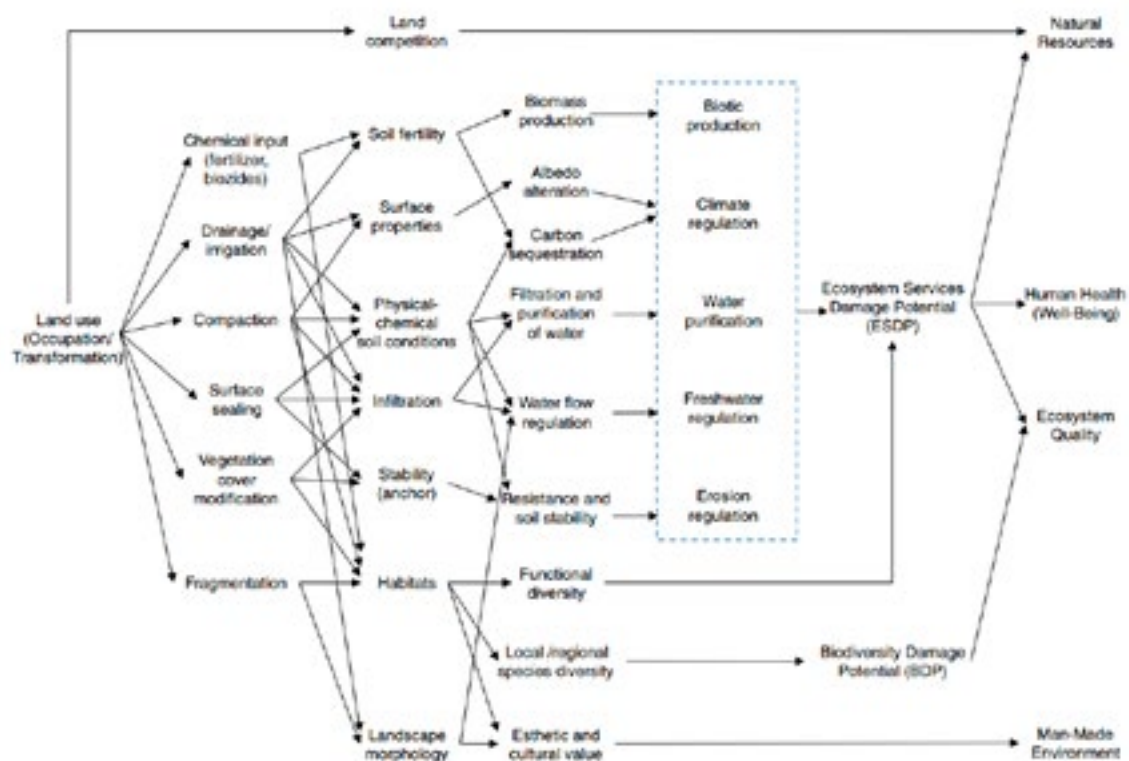 Land
competition
Natural
Resources
Chemical input
(fertilizer,
biozides)
Drainage/
irrigation
Land use
(Occupation/
Transformation)
Compaction
Surface
sealing
Vegetation
cover
modification
Fragmentation
Soil fertility
Surface
properties
Physical-
chemical
soil conditions
Infiltration
Stability
(anchor)
Habitats
Landscape
morphology
Biomass
production
Albedo
alteration
Carbon
sequestration
Filtration and
purification
of water
Water flow
regulation
Resistance and
soil stability
Functional
diversity
Local /regional
species diversity
Esthetic and
cultural value
Biotic
production
Climate
regulation
Water
purification
Freshwater
regulation
Erosion
regulation
Ecosystem Services
Damage Potential
(ESDP)
Biodiversity Damage
Potential (BDP)
Human Health
(Well-Being)
Ecosystem
Quality
Man-Made
Environment